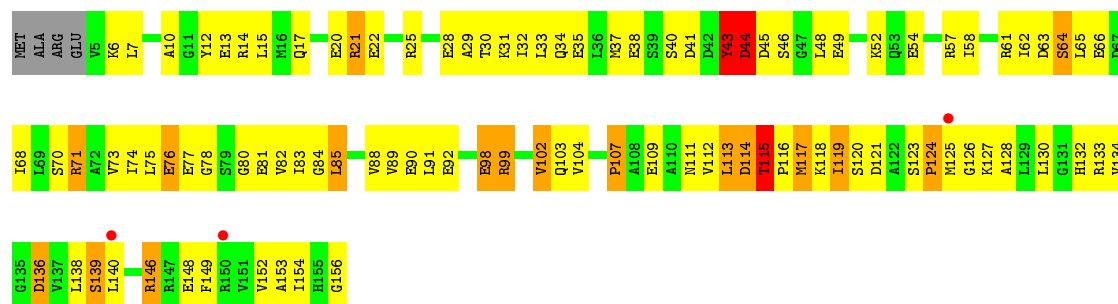 MET ALA ARG GLU V5 K6 L7 A10 G11 Y12 E13 R14 L15 M16 Q17 E20 R21 E22 R25 E28 A29 T30 K31 I32 L33 Q34 E35 L36 M37 E38 S39 S40 D41 D42 Y43 D44 D45 S46 G47 L48 E49 K52 Q53 E54 R57 I58 R61 I62 D63 S64 L65 E66 D67
I68 L69 S70 R71 A72 V73 I74 L75 E76 E77 G78 S79 G80 E81 V82 I83 G84 L85 V88 V89 E90 L91 E92 E98 R99 V102 Q103 V104 P107 A108 E109 A110 N111 V112 L113 D114 T115 P116 M117 K118 I119 S120 D121 A122 S123 P124 M125 G126 K127 A128 L129 L130 G131 H132 R133 V134
G135 D136 V137 L138 S139 L140 R146 R147 E148 F149 R150 V151 V152 A153 I154 H155 G156